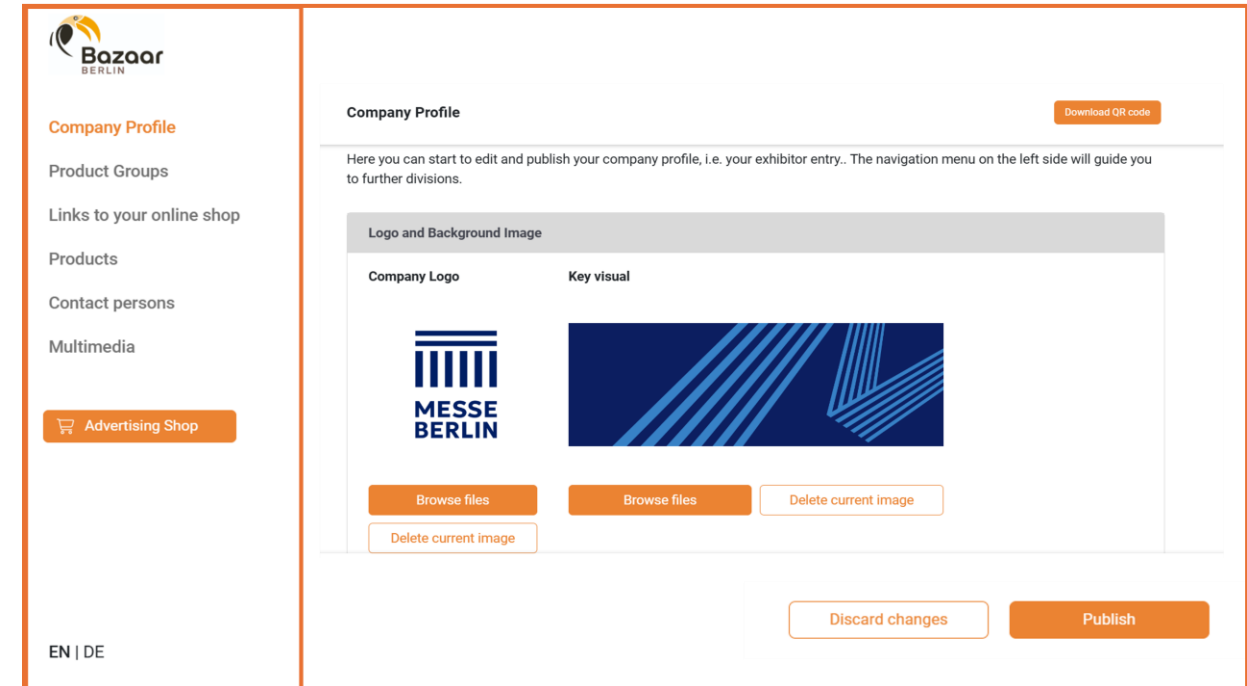 Bazaar
BERLIN
Company Profile
Product Groups
Links to your online shop
Products
Contact persons
Multimedia
Advertising Shop
EN | DE
Company Profile
Download QR code
Here you can start to edit and publish your company profile, i.e. your exhibitor entry.. The navigation menu on the left side will guide you
to further divisions.
Logo and Background Image
Company Logo
Key visual
MESSE
BERLIN
Browse files
Browse files
Delete current image
Delete current image
Discard changes
Publish